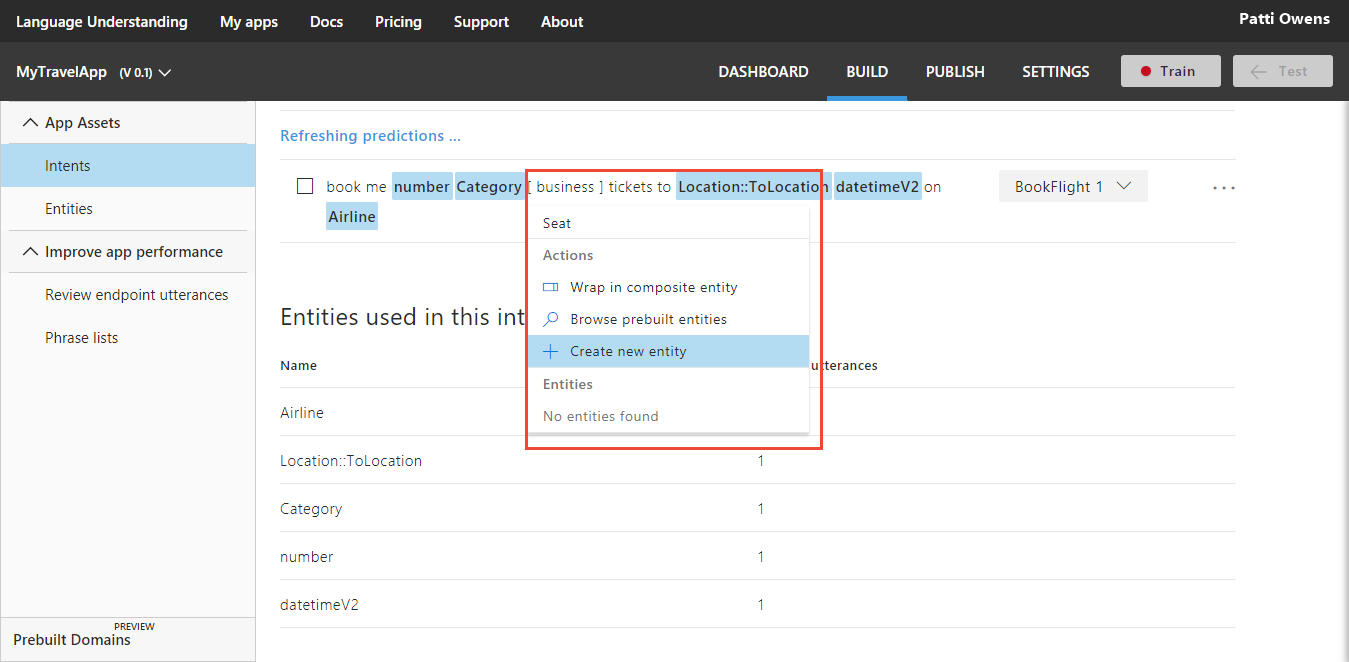 Language Understanding My apps Docs Pricing Support About Patti Owens
MyTravelApp (V 0.1) DASHBOARD BUILD PUBLISH SETTINGS Train Test
App Assets
Intents
Entities
Improve app performance
Review endpoint utterances
Phrase lists
PREVIEW
Prebuilt Domains
Refreshing predictions ...
book me number Category [ business ] tickets to Location::ToLocation datetimeV2 on BookFlight 1 ...
Airline
Seat
Actions
Wrap in composite entity
Browse prebuilt entities
Create new entity
Entities
No entities found
Entities used in this int
Name utterances
Airline
Location::ToLocation 1
Category 1
number 1
datetimeV2 1